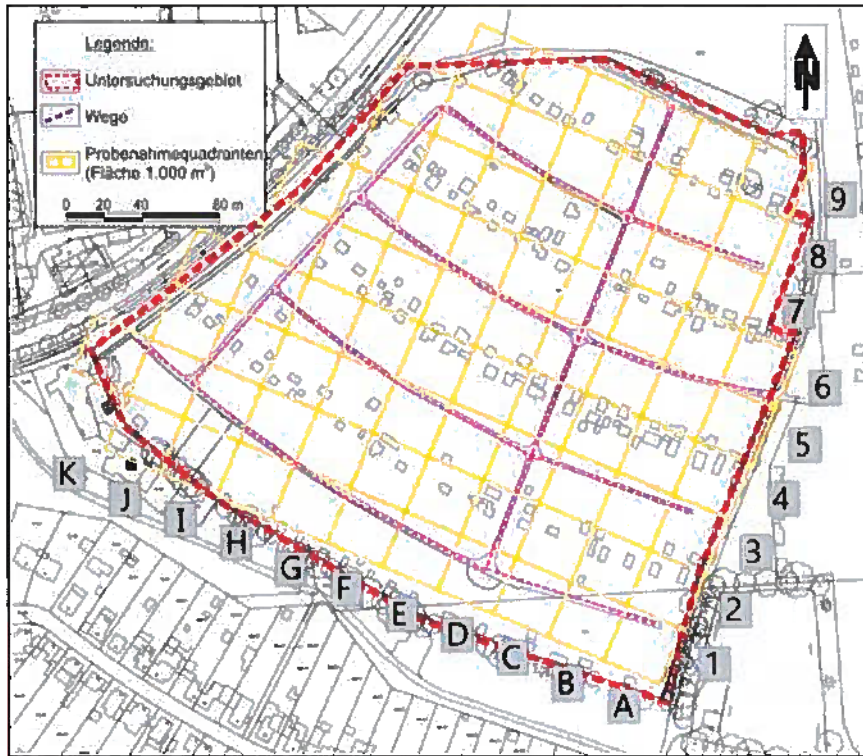 Legende:
Untersuchungsgebiet
Wege
Probenahmequadranten
(Fläche 1.000 m²)
0 20 40 80 m
N
9
8
7
6
5
4
3
2
1
K
J
I
H
G
F
E
D
C
B
A